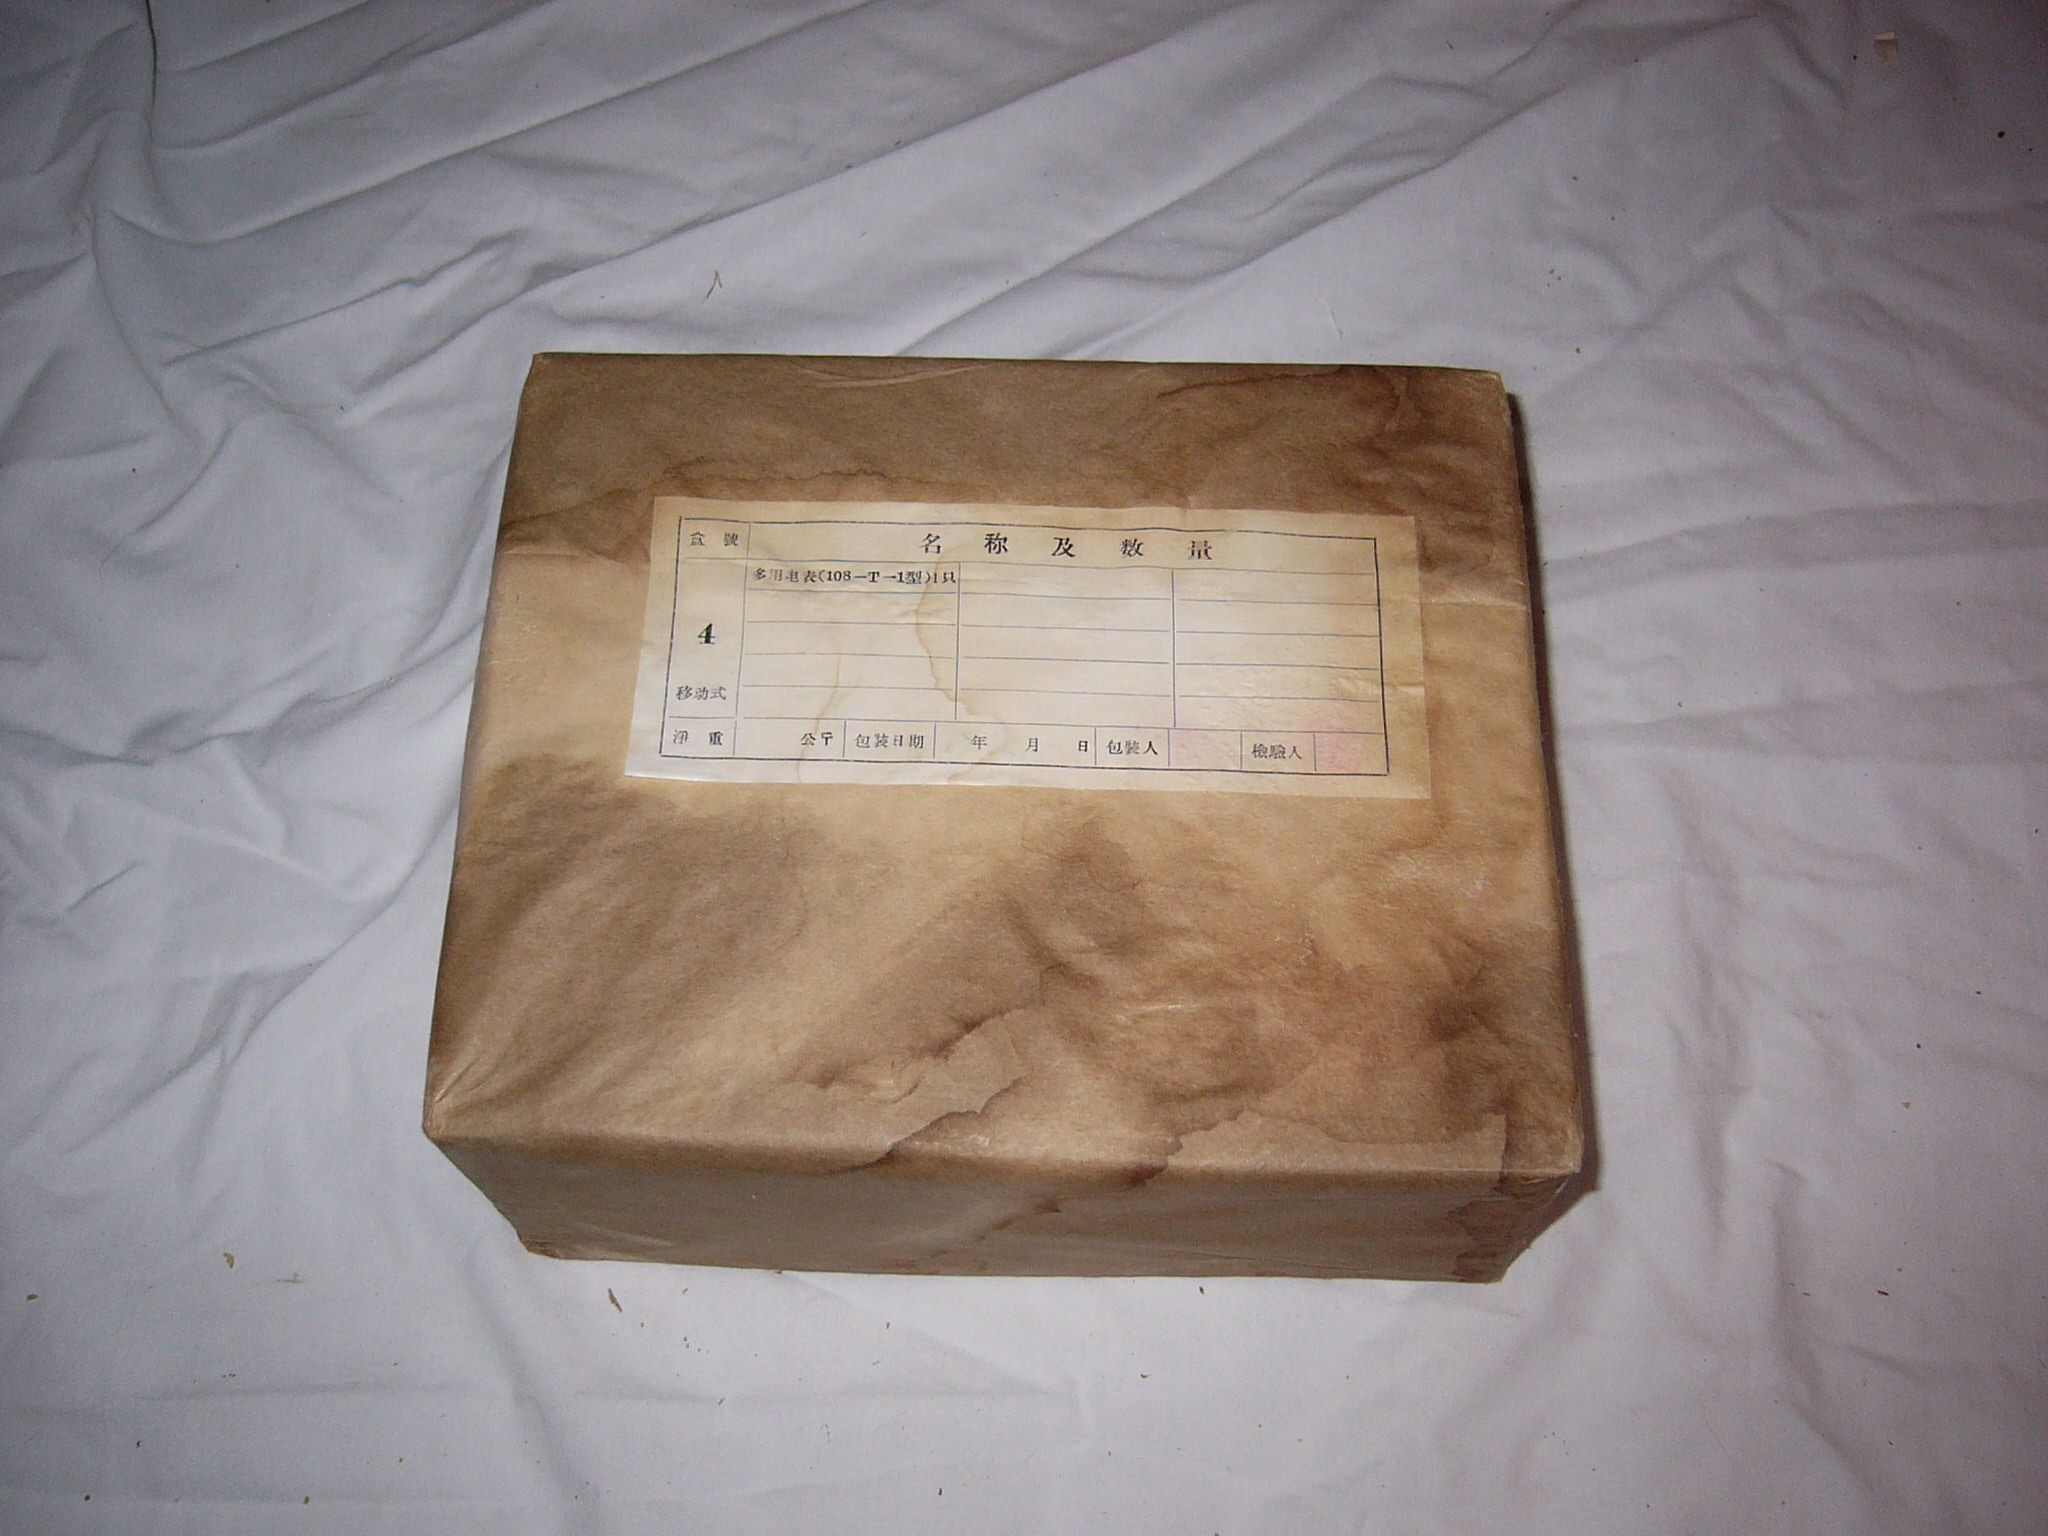 盒號 名称及数量
多用电表(108-T-1型)1只
4
移动式
淨重 公斤 包裝日期 年 月 日 包裝人 檢驗人